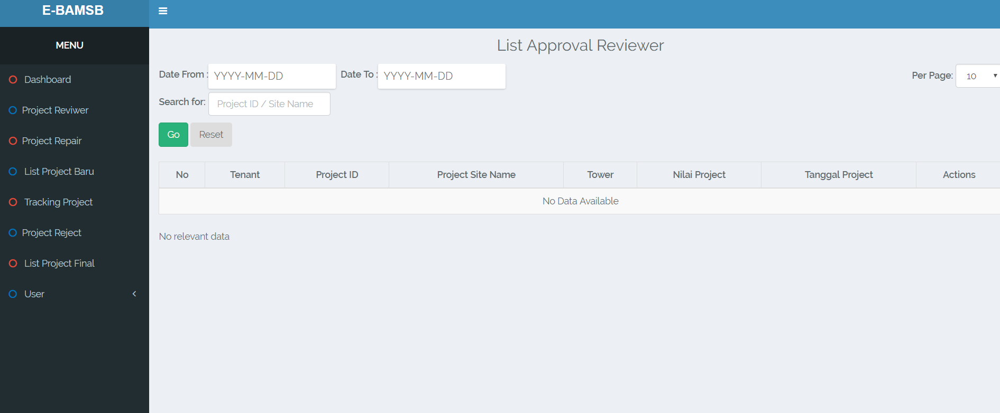 E-BAMSB
MENU
Dashboard
Project Reviwer
Project Repair
List Project Baru
Tracking Project
Project Reject
List Project Final
User
List Approval Reviewer
Date From : YYYY-MM-DD Date To : YYYY-MM-DD Per Page: 10
Search for: Project ID / Site Name
Go Reset
No Tenant Project ID Project Site Name Tower Nilai Project Tanggal Project Actions
No Data Available
No relevant data